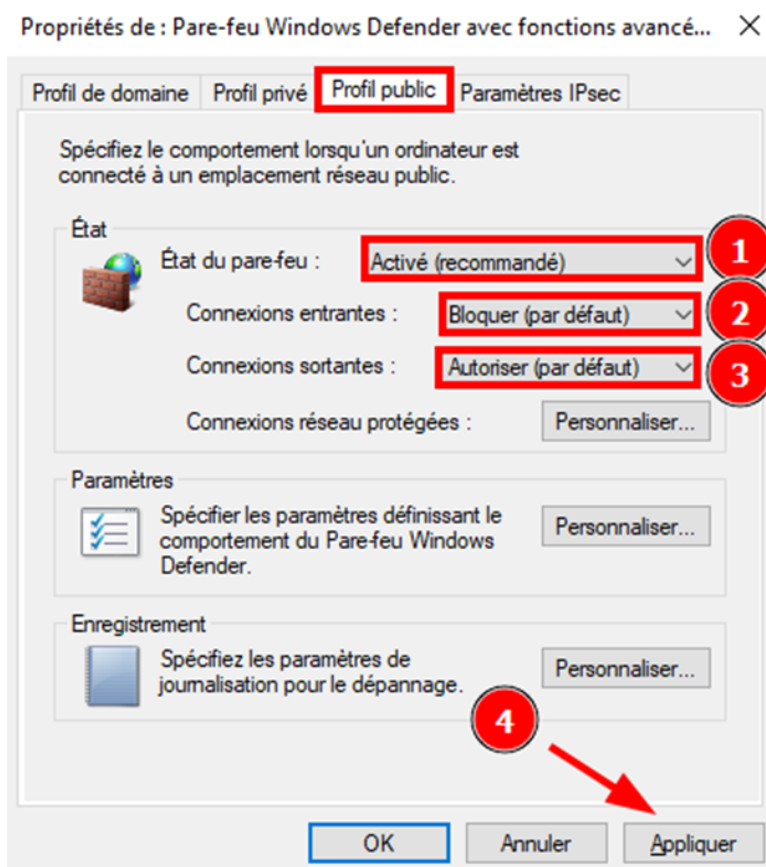 Propriétés de : Pare-feu Windows Defender avec fonctions avancé...
Profil de domaine Profil privé Profil public Paramètres IPsec
Spécifiez le comportement lorsqu'un ordinateur est
connecté à un emplacement réseau public.
État
État du pare-feu : Activé (recommandé) 1
Connexions entrantes : Bloquer (par défaut) 2
Connexions sortantes : Autoriser (par défaut) 3
Connexions réseau protégées : Personnaliser...
Paramètres
Spécifier les paramètres définissant le
comportement du Pare-feu Windows Personnaliser...
Defender.
Enregistrement
Spécifiez les paramètres de
journalisation pour le dépannage. Personnaliser...
4
OK Annuler Appliquer